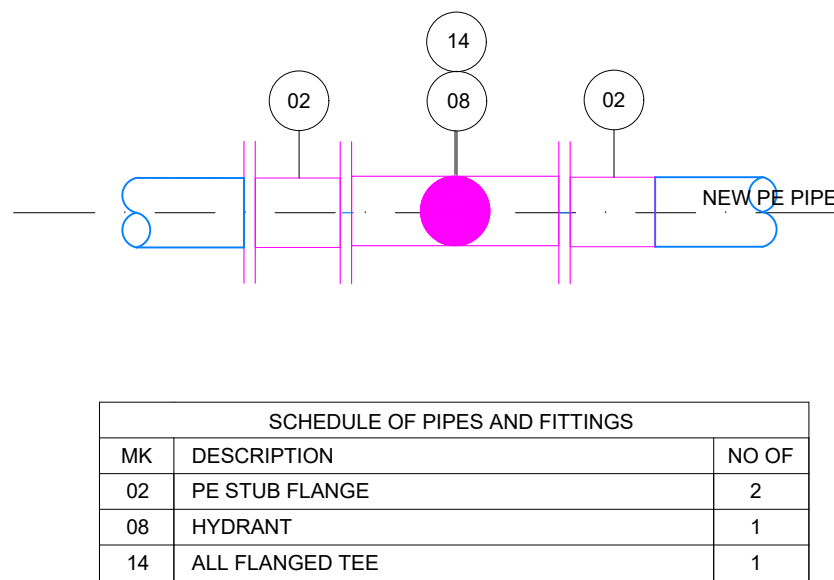 14
02 08 02
NEW PE PIPE
SCHEDULE OF PIPES AND FITTINGS
MK DESCRIPTION NO OF
02 PE STUB FLANGE 2
08 HYDRANT 1
14 ALL FLANGED TEE 1